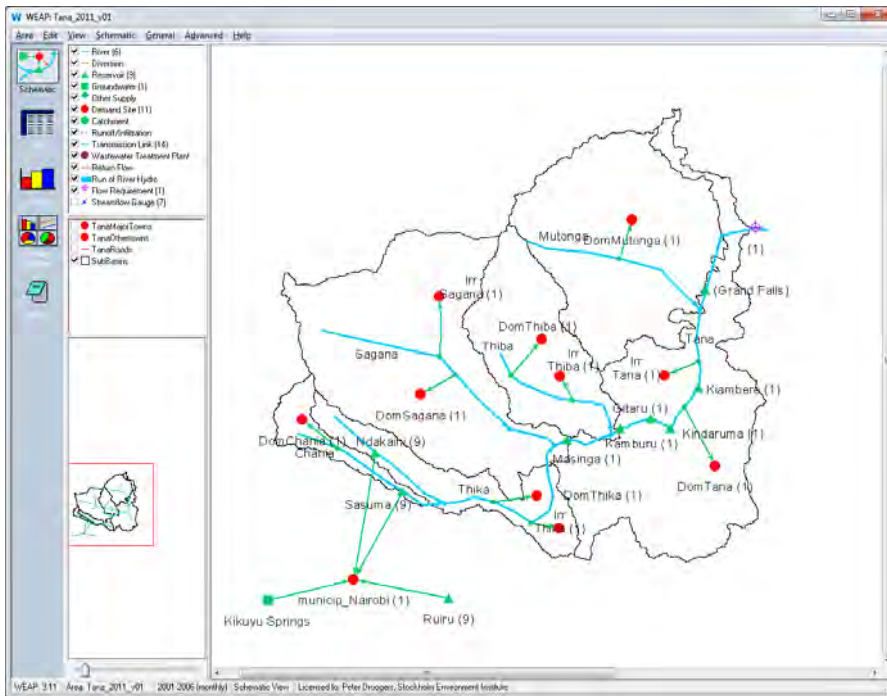 WEAP: Tana_2011_v01
Area Edit View Schematic General Advanced Help
Schematic
River (6)
Diversion
Reservoir (9)
Groundwater (1)
Other Supply
Demand Site (11)
Catchment
Runoff/Infiltration
Transmission Link (14)
Wastewater Treatment Plant
Return Flow
Run of River Hydro
Flow Requirement (1)
Streamflow Gauge (7)
TanaMajorTowns
TanaOthertowns
TanaRoads
SubBasins
Mutonga
DomMutonga (1)
(1)
(Grand Falls)
Irr
Sagana (1)
DomThiba (1)
Thiba
Irr
Thiba (1)
Tana
Irr
Tana (1)
Sagana
Kiambere (1)
DomSagana (1)
Gitaru (1)
Kindaruma (1)
Kamburu (1)
DomChania (1)
Ndakaihi (9)
Chania
Masinga (1)
DomTana (1)
Thika
DomThika (1)
Sasuma (9)
Irr
Thika (1)
municip_Nairobi (1)
Kikuyu Springs
Ruiru (9)
WEAP: 3.11 Area: Tana_2011_v01 2001-2006 (monthly) Schematic View Licensed to: Peter Droogers, Stockholm Environment Institute